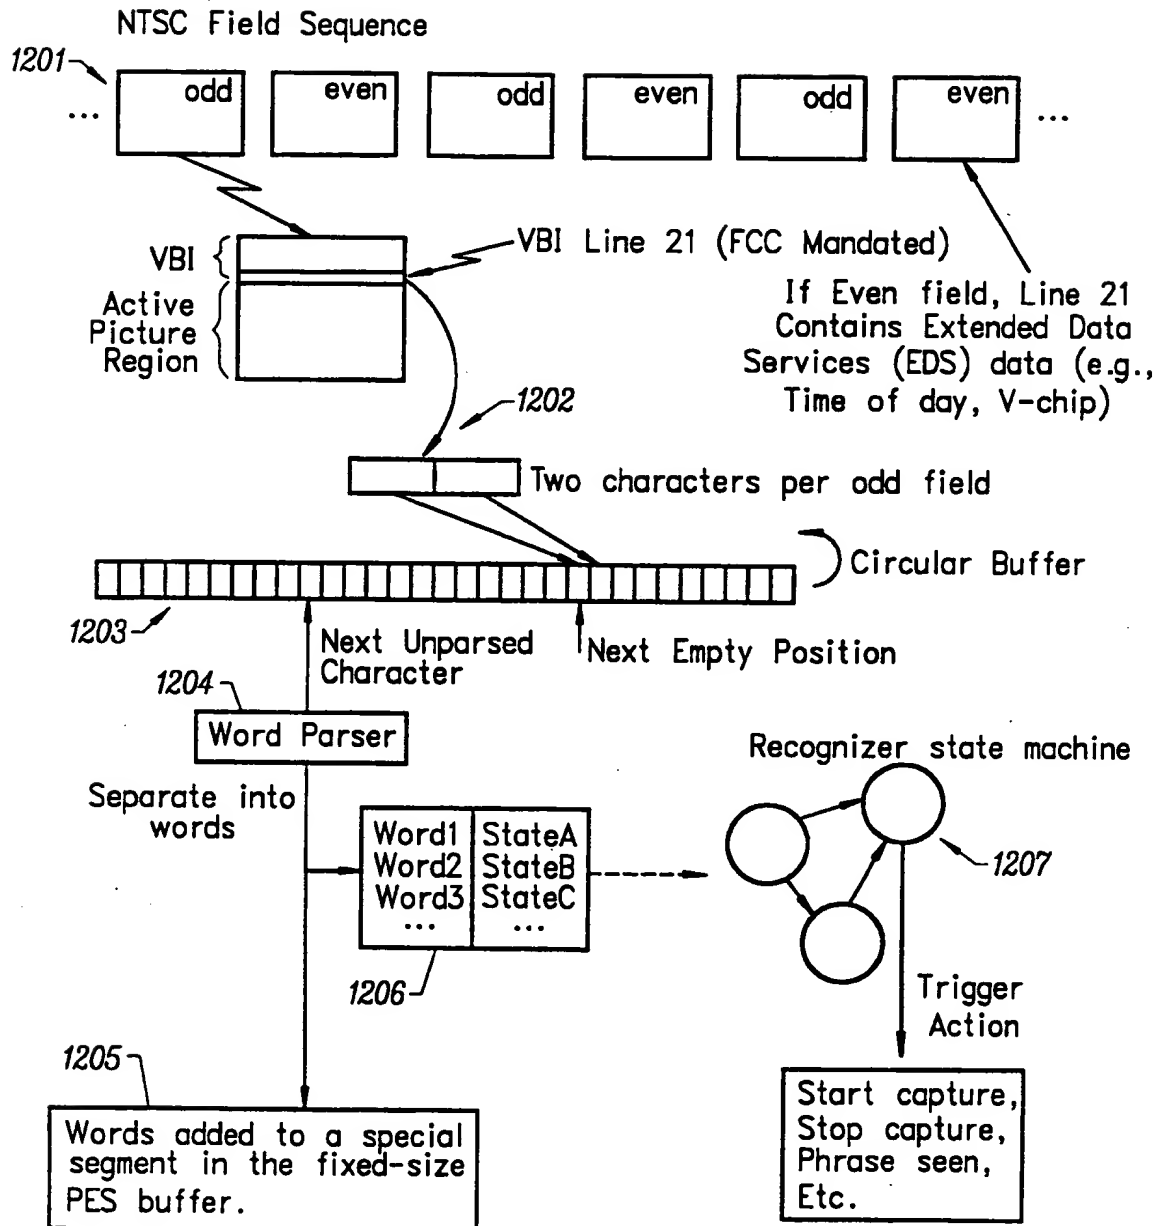 NTSC Field Sequence
1201
... odd even odd even odd even ...
VBI
VBI Line 21 (FCC Mandated)
Active
Picture
Region
If Even field, Line 21
Contains Extended Data
Services (EDS) data (e.g.,
Time of day, V-chip)
1202
Two characters per odd field
Circular Buffer
1203
Next Unparsed
Character
Next Empty Position
1204
Word Parser
Separate into
words
Recognizer state machine
Word1 StateA
Word2 StateB
Word3 StateC
... ...
1207
1206
Trigger
Action
1205
Words added to a special
segment in the fixed-size
PES buffer.
Start capture,
Stop capture,
Phrase seen,
Etc.